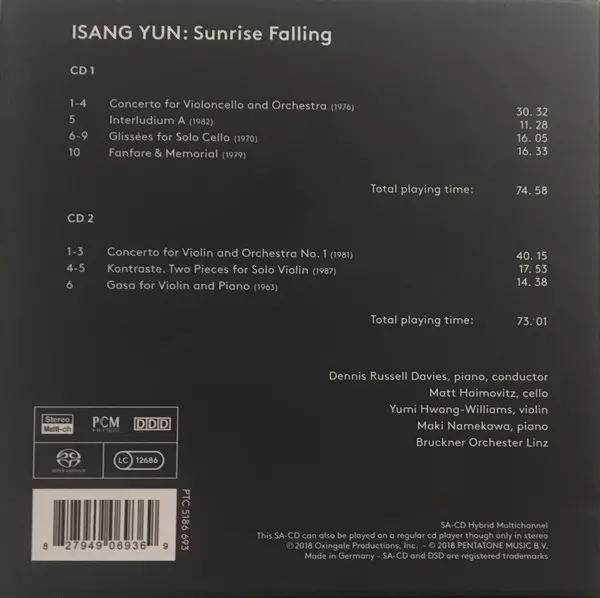 ISANG YUN: Sunrise Falling
CD 1
1-4 Concerto for Violoncello and Orchestra (1976) 30. 32
5 Interludium A (1982) 11. 28
6-9 Glissées for Solo Cello (1970) 16. 05
10 Fanfare & Memorial (1979) 16. 33
Total playing time: 74. 58
CD 2
1-3 Concerto for Violin and Orchestra No. 1 (1981) 40. 15
4-5 Kontraste. Two Pieces for Solo Violin (1987) 17. 53
6 Gasa for Violin and Piano (1963) 14. 38
Total playing time: 73. 01
Dennis Russell Davies, piano, conductor
Matt Haimovitz, cello
Yumi Hwang-Williams, violin
Maki Namekawa, piano
Bruckner Orchester Linz
Stereo
Multi-ch
PCM
DDD
LC 12686
PTC 5186 693
8 27949 06936 9
SA-CD Hybrid Multichannel
This SA-CD can also be played on a regular cd player though only in stereo
℗ 2018 Oxingale Productions, Inc. - © 2018 PENTATONE MUSIC B.V.
Made in Germany - SA-CD and DSD are registered trademarks